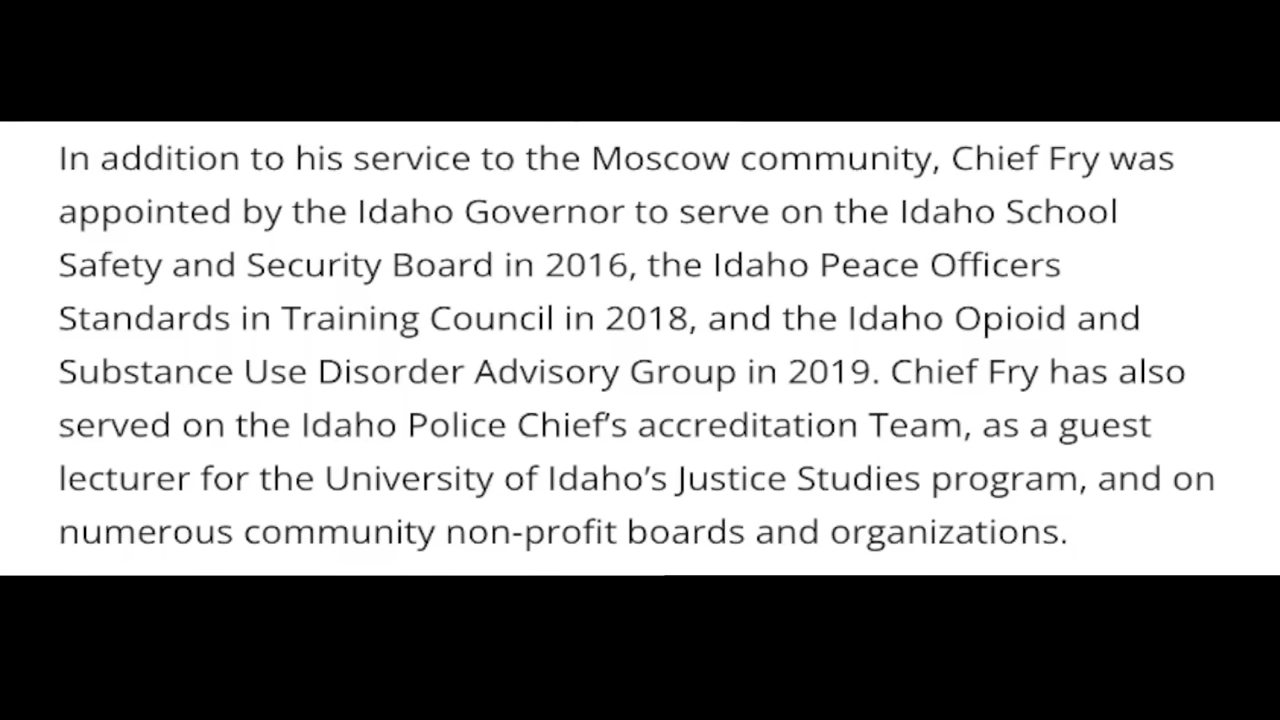 In addition to his service to the Moscow community, Chief Fry was
appointed by the Idaho Governor to serve on the Idaho School
Safety and Security Board in 2016, the Idaho Peace Officers
Standards in Training Council in 2018, and the Idaho Opioid and
Substance Use Disorder Advisory Group in 2019. Chief Fry has also
served on the Idaho Police Chief’s accreditation Team, as a guest
lecturer for the University of Idaho’s Justice Studies program, and on
numerous community non-profit boards and organizations.